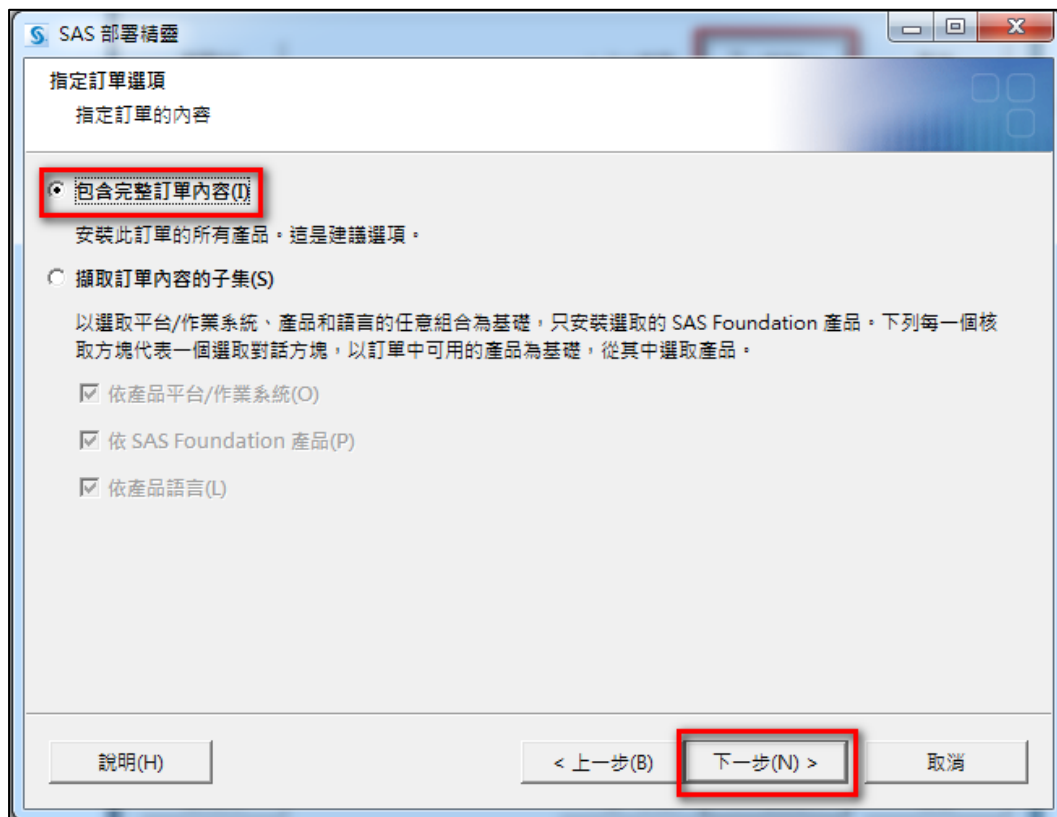 SAS 部署精靈
指定訂單選項
指定訂單的內容
包含完整訂單內容(I)
安裝此訂單的所有產品。這是建議選項。
擷取訂單內容的子集(S)
以選取平台/作業系統、產品和語言的任意組合為基礎，只安裝選取的 SAS Foundation 產品。下列每一個核
取方塊代表一個選取對話方塊，以訂單中可用的產品為基礎，從其中選取產品。
依產品平台/作業系統(O)
依 SAS Foundation 產品(P)
依產品語言(L)
說明(H)
< 上一步(B)
下一步(N) >
取消